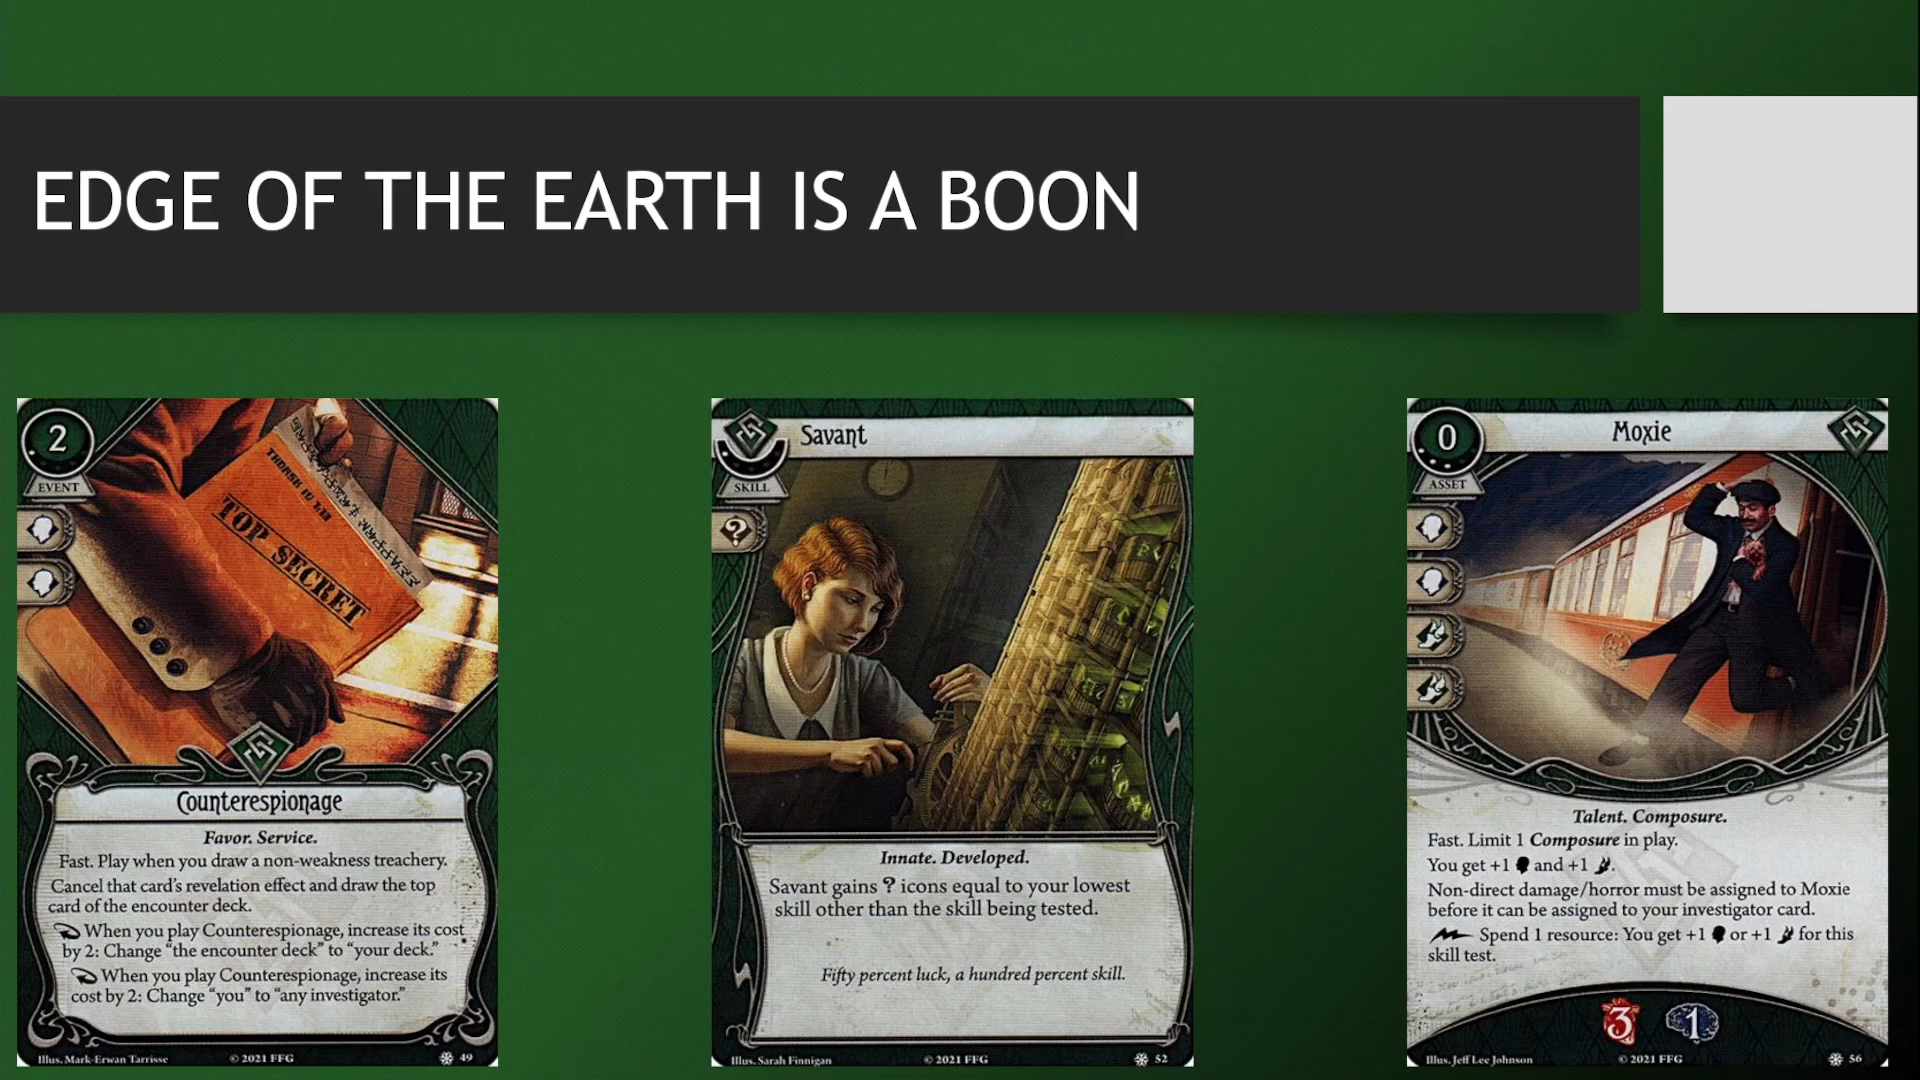 EDGE OF THE EARTH IS A BOON
2
EVENT
THORSK IV LEI
TOP SECRET
Counterespionage
Favor. Service.
Fast. Play when you draw a non-weakness treachery.
Cancel that card's revelation effect and draw the top
card of the encounter deck.
When you play Counterespionage, increase its cost
by 2: Change "the encounter deck" to "your deck."
When you play Counterespionage, increase its
cost by 2: Change "you" to "any investigator."
Illus. Mark-Erwan Tarrisse © 2021 FFG 49
Savant
SKILL
?
Innate. Developed.
Savant gains ? icons equal to your lowest
skill other than the skill being tested.
Fifty percent luck, a hundred percent skill.
Illus. Sarah Finnigan © 2021 FFG 52
0
Moxie
ASSET
Talent. Composure.
Fast. Limit 1 Composure in play.
You get +1 and +1 .
Non-direct damage/horror must be assigned to Moxie
before it can be assigned to your investigator card.
Spend 1 resource: You get +1 or +1 for this
skill test.
3 1
Illus. Jeff Lee Johnson © 2021 FFG 56